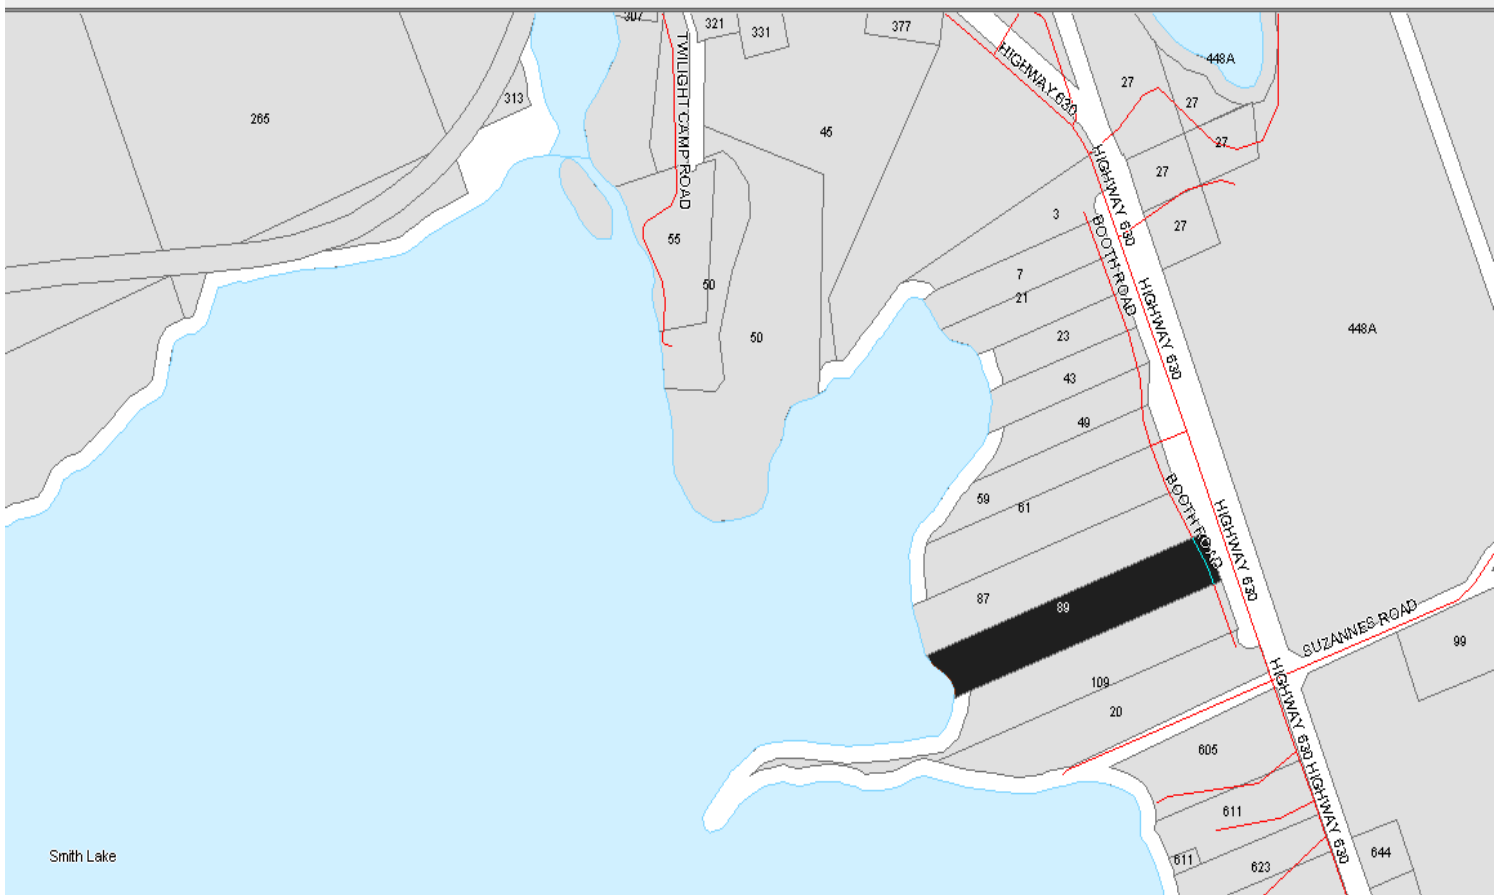 307
321
331
377
HIGHWAY 630
448A
27
27
27
27
27
313
265
45
TWILIGHT CAMP ROAD
HIGHWAY 630
3
BOOTH ROAD
55
50
50
7
21
23
43
49
HIGHWAY 630
448A
59
61
BOOTH ROAD
HIGHWAY 630
87
89
SUZANNES ROAD
99
109
20
HIGHWAY 630
605
HIGHWAY 630
611
611
623
644
Smith Lake